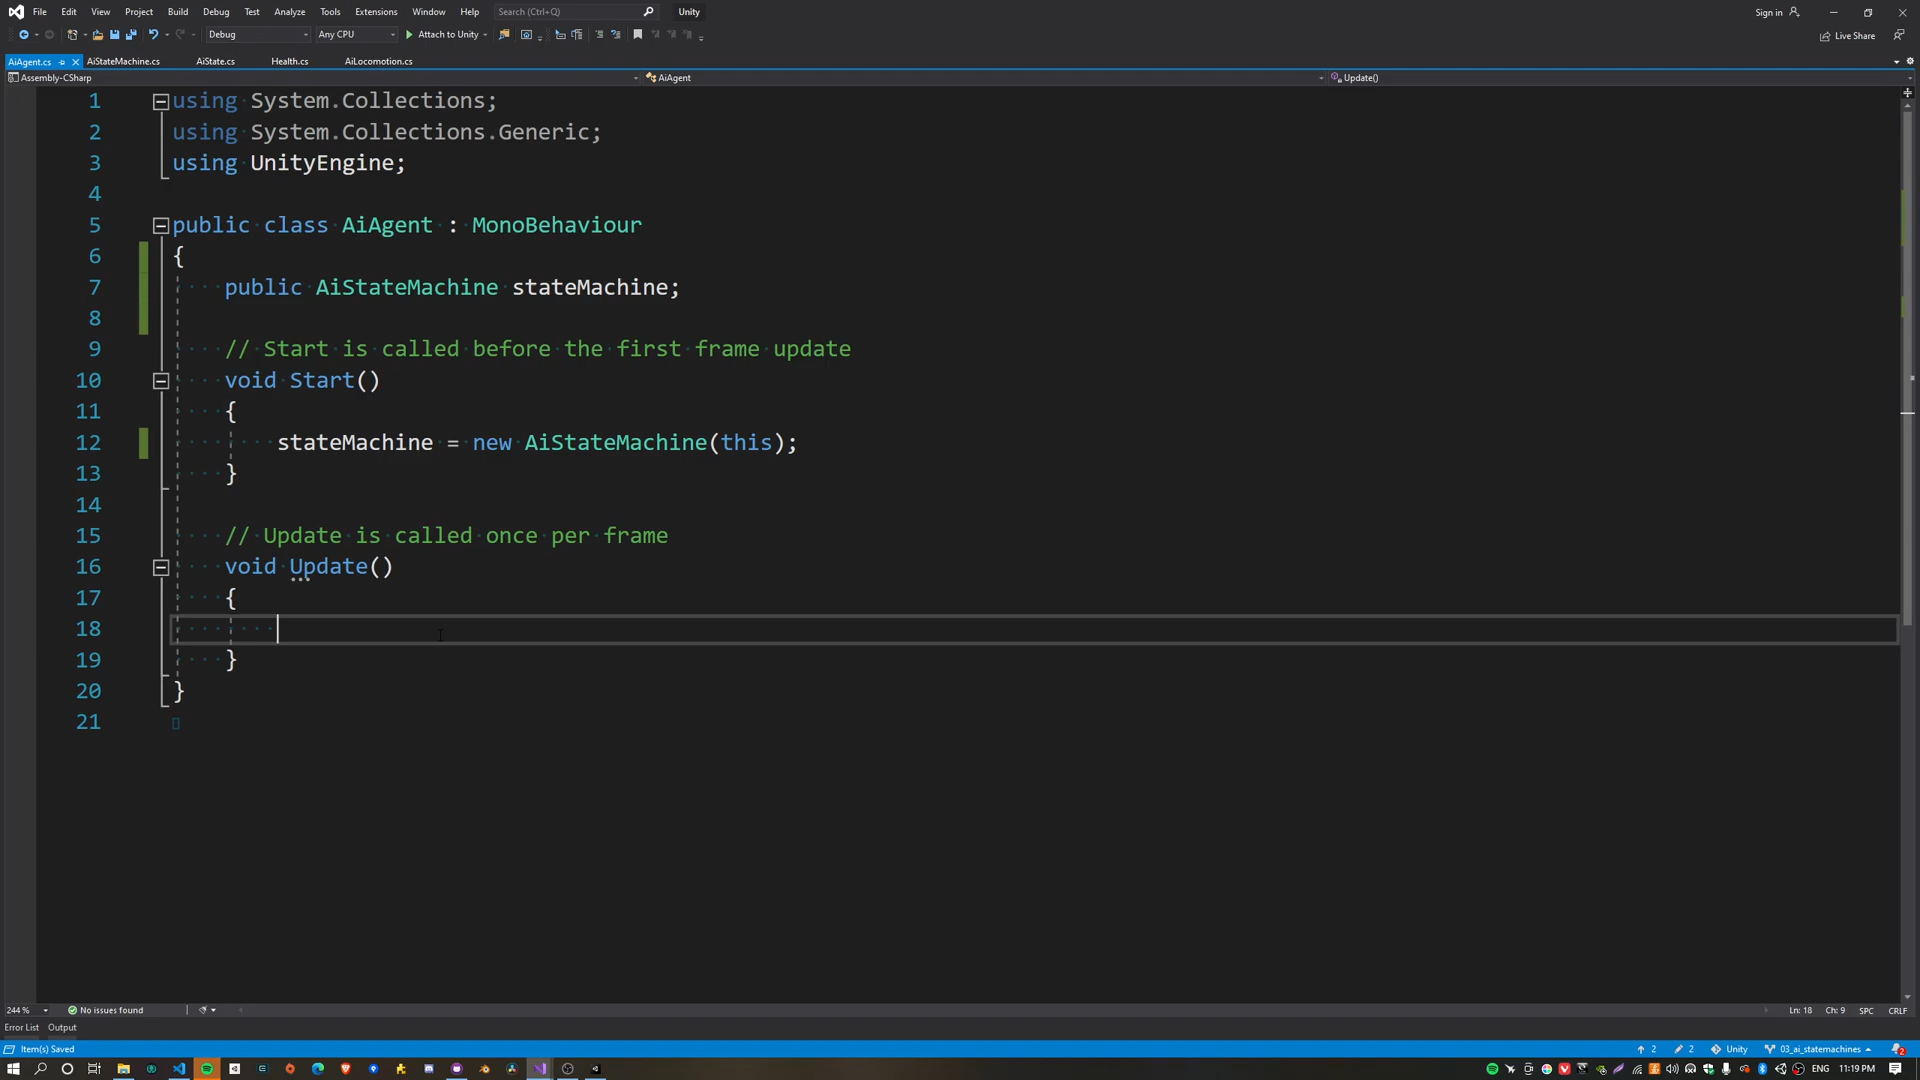 File Edit View Project Build Debug Test Analyze Tools Extensions Window Help Search (Ctrl+Q) Unity Sign in
Debug Any CPU Attach to Unity Live Share
AiAgent.cs AiStateMachine.cs AiState.cs Health.cs AiLocomotion.cs
Assembly-CSharp AiAgent Update()
1 using System.Collections;
2 using System.Collections.Generic;
3 using UnityEngine;
4
5 public class AiAgent : MonoBehaviour
6 {
7 public AiStateMachine stateMachine;
8
9 // Start is called before the first frame update
10 void Start()
11 {
12 stateMachine = new AiStateMachine(this);
13 }
14
15 // Update is called once per frame
16 void Update()
17 {
18
19 }
20 }
21
244 % No issues found Ln: 18 Ch: 9 SPC CRLF
Error List Output
Item(s) Saved 2 2 Unity 03_ai_statemachines 2
ENG 11:19 PM